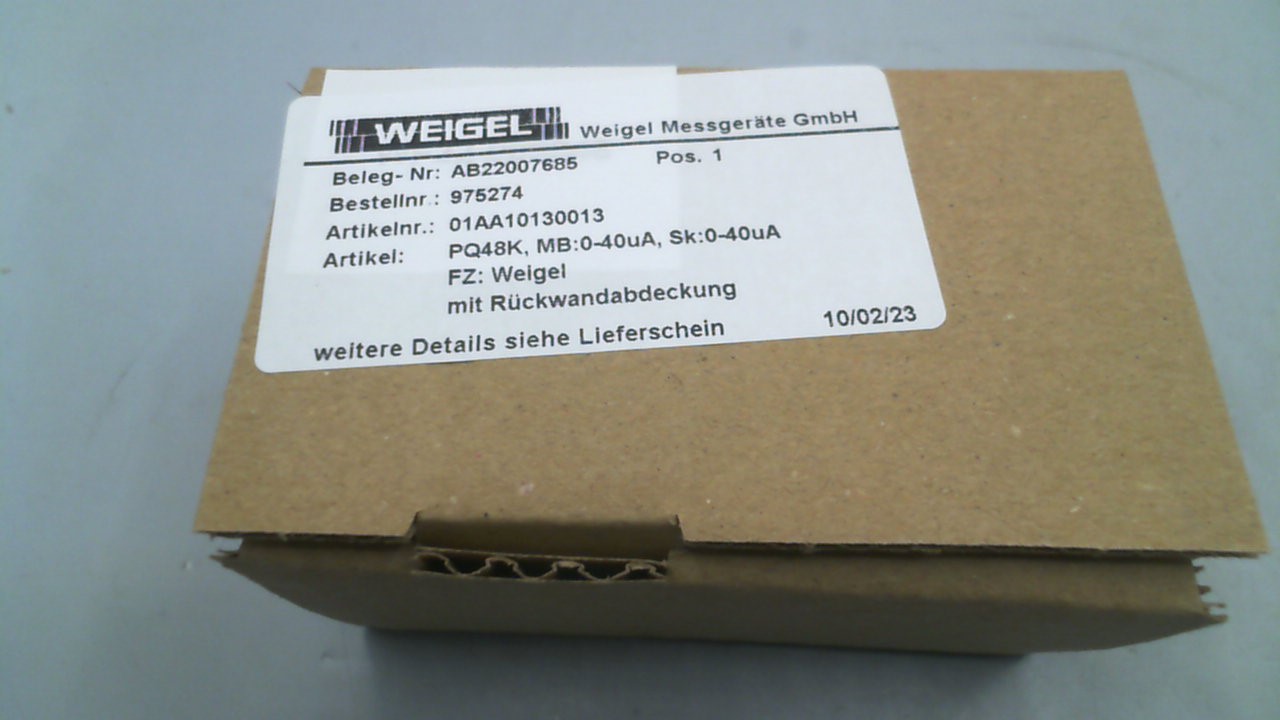 WEIGEL Weigel Messgeräte GmbH
Beleg- Nr: AB22007685 Pos. 1
Bestellnr.: 975274
Artikelnr.: 01AA10130013
Artikel: PQ48K, MB:0-40uA, Sk:0-40uA
FZ: Weigel
mit Rückwandabdeckung
weitere Details siehe Lieferschein 10/02/23